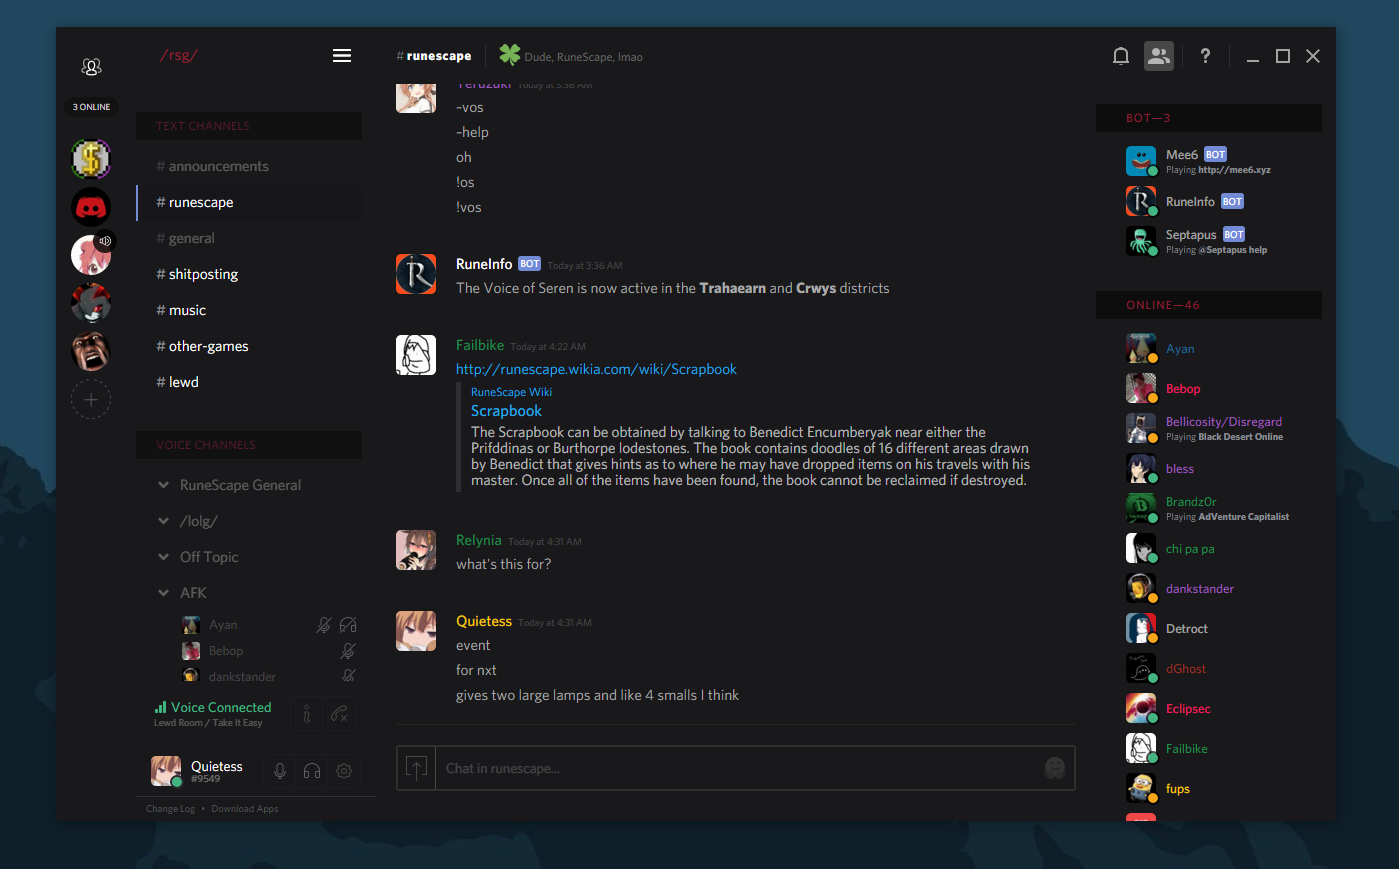 3 ONLINE
/rsg/
TEXT CHANNELS
# announcements
# runescape
# general
# shitposting
# music
# other-games
# lewd
VOICE CHANNELS
RuneScape General
/lolg/
Off Topic
AFK
Ayan
Bebop
dankstander
Voice Connected
Lewd Room / Take It Easy
Quietess
#9549
Change Log • Download Apps
# runescape
Dude, RuneScape, lmao
Teruzuki Today at 3:36 AM
~vos
~help
oh
!os
!vos
RuneInfo BOT Today at 3:36 AM
The Voice of Seren is now active in the Trahaearn and Crwys districts
Failbike Today at 4:22 AM
http://runescape.wikia.com/wiki/Scrapbook
RuneScape Wiki
Scrapbook
The Scrapbook can be obtained by talking to Benedict Encumberyak near either the
Prifddinas or Burthorpe lodestones. The book contains doodles of 16 different areas drawn
by Benedict that gives hints as to where he may have dropped items on his travels with his
master. Once all of the items have been found, the book cannot be reclaimed if destroyed.
Relynia Today at 4:31 AM
what's this for?
Quietess Today at 4:31 AM
event
for nxt
gives two large lamps and like 4 smalls I think
Chat in runescape...
?
BOT—3
Mee6 BOT
Playing http://mee6.xyz
RuneInfo BOT
Septapus BOT
Playing @Septapus help
ONLINE—46
Ayan
Bebop
Bellicosity/Disregard
Playing Black Desert Online
bless
Brandz0r
Playing AdVenture Capitalist
chi pa pa
dankstander
Detroct
dGhost
Eclipsec
Failbike
fups